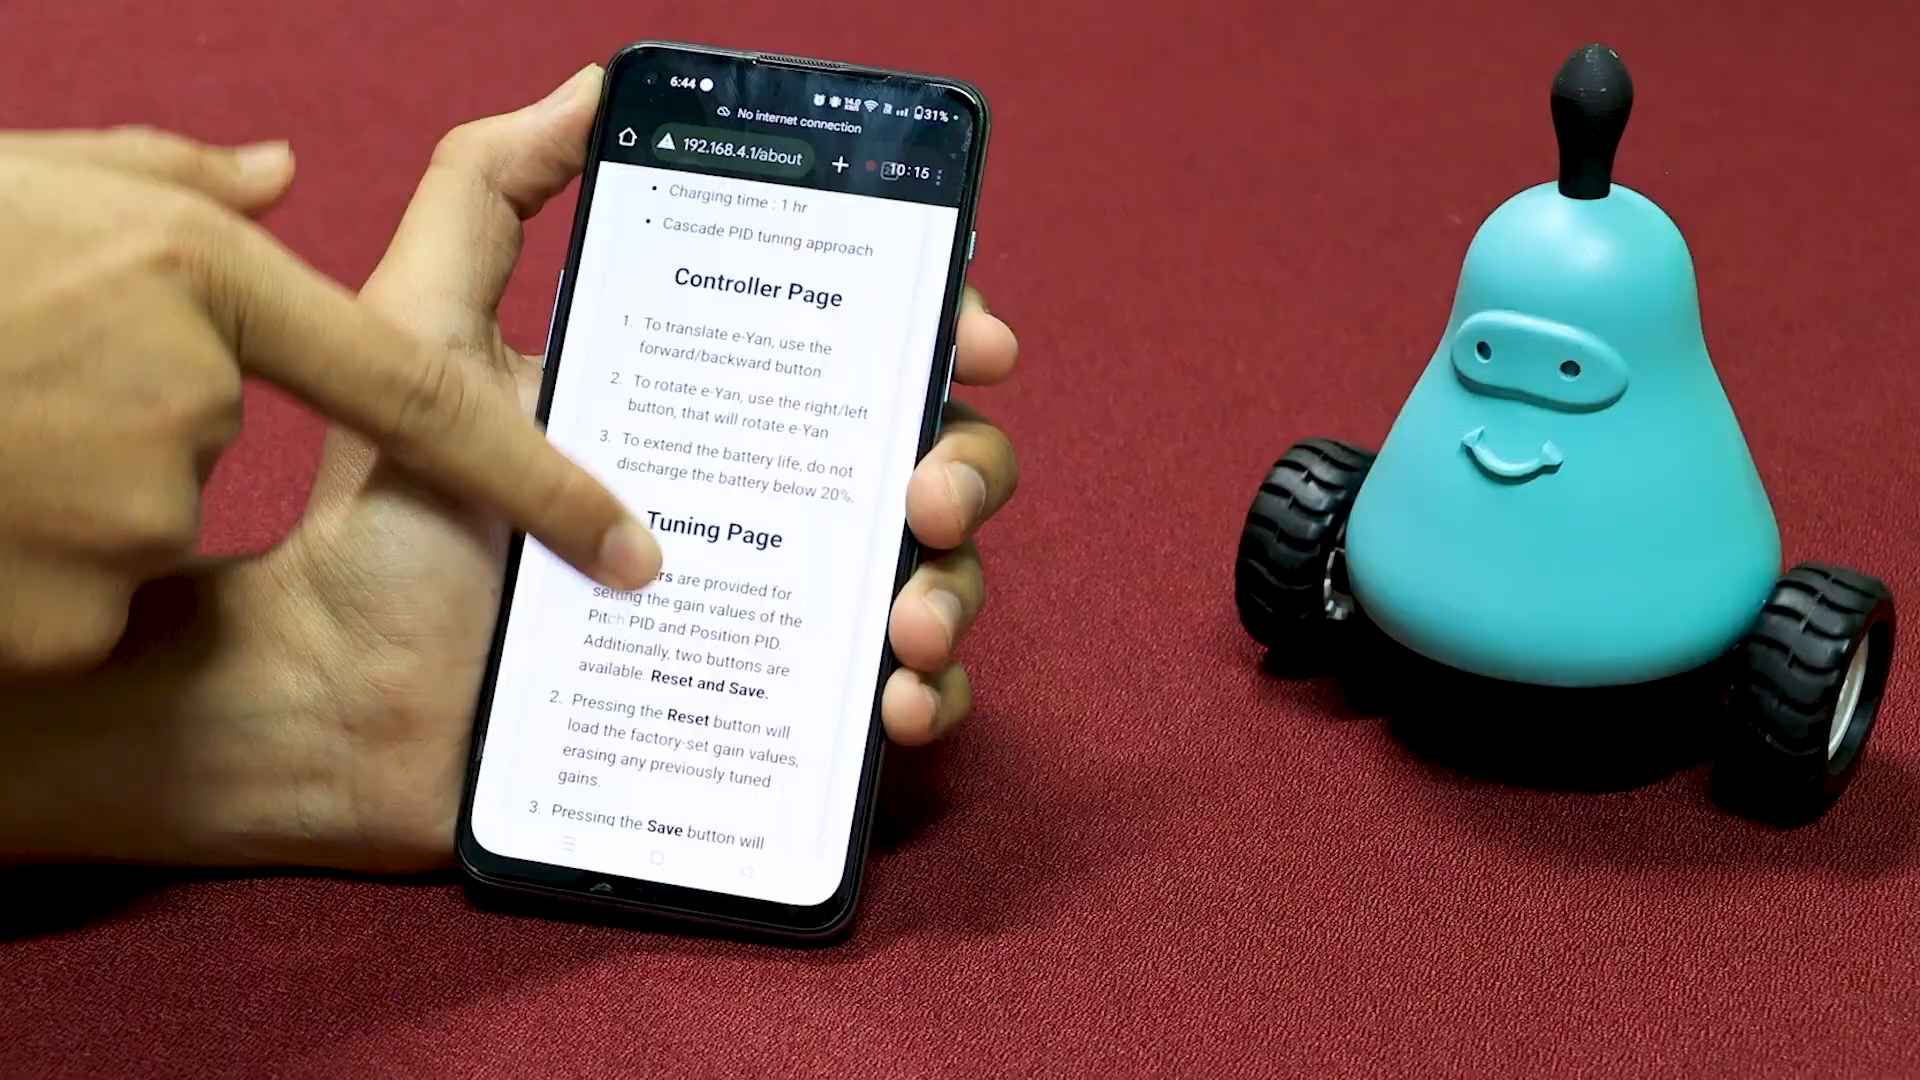 6:44
14.0 KB/S
31%
No internet connection
192.168.4.1/about
10:15
• Charging time : 1 hr
• Cascade PID tuning approach
Controller Page
1. To translate e-Yan, use the
forward/backward button
2. To rotate e-Yan, use the right/left
button, that will rotate e-Yan
3. To extend the battery life, do not
discharge the battery below 20%.
Tuning Page
are provided for
setting the gain values of the
Pitch PID and Position PID.
Additionally, two buttons are
available. Reset and Save.
2. Pressing the Reset button will
load the factory-set gain values,
erasing any previously tuned
gains.
3. Pressing the Save button will